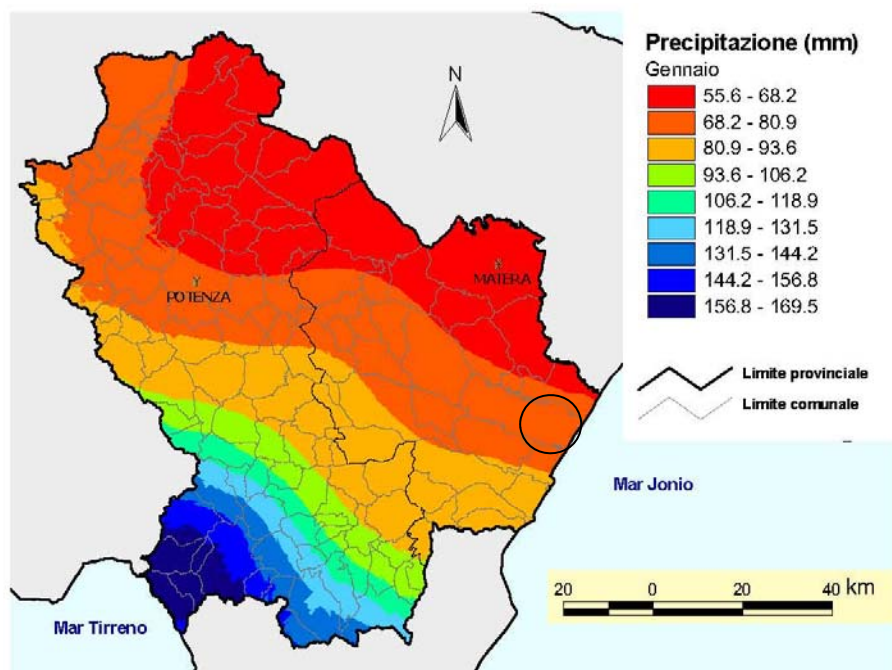 Precipitazione (mm)
Gennaio
55.6 - 68.2
68.2 - 80.9
80.9 - 93.6
93.6 - 106.2
106.2 - 118.9
118.9 - 131.5
131.5 - 144.2
144.2 - 156.8
156.8 - 169.5
N
MATERA
POTENZA
Limite provinciale
Limite comunale
Mar Jonio
20 0 20 40 km
Mar Tirreno